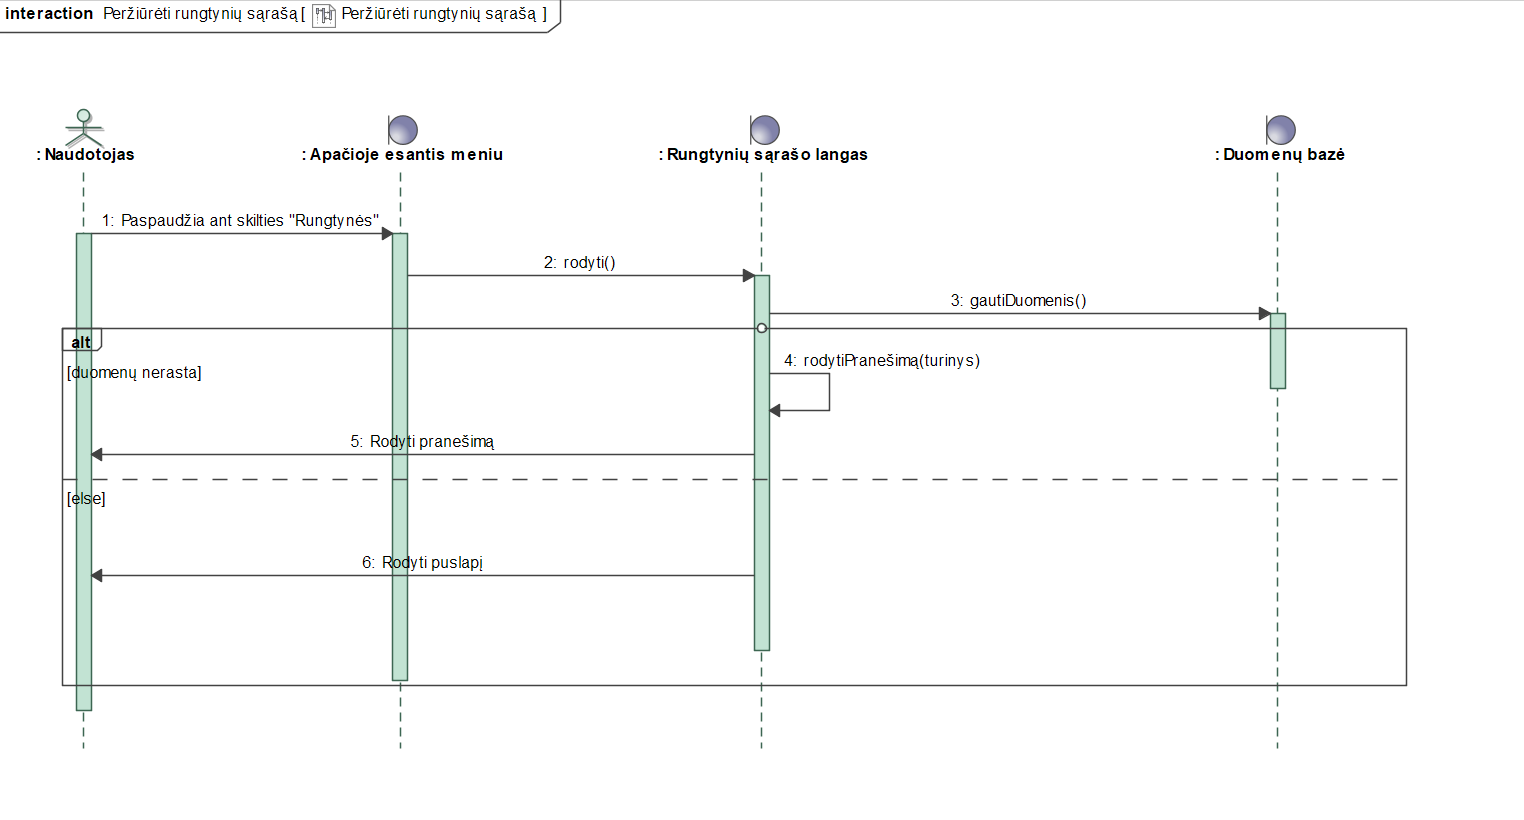 interaction Peržiūrėti rungtynių sąrašą [ Peržiūrėti rungtynių sąrašą ]
: Naudotojas
: Apačioje esantis meniu
: Rungtynių sąrašo langas
: Duomenų bazė
1: Paspaudžia ant skilties "Rungtynės"
2: rodyti()
3: gautiDuomenis()
alt
[duomenų nerasta]
4: rodytiPranešimą(turinys)
5: Rodyti pranešimą
[else]
6: Rodyti puslapį